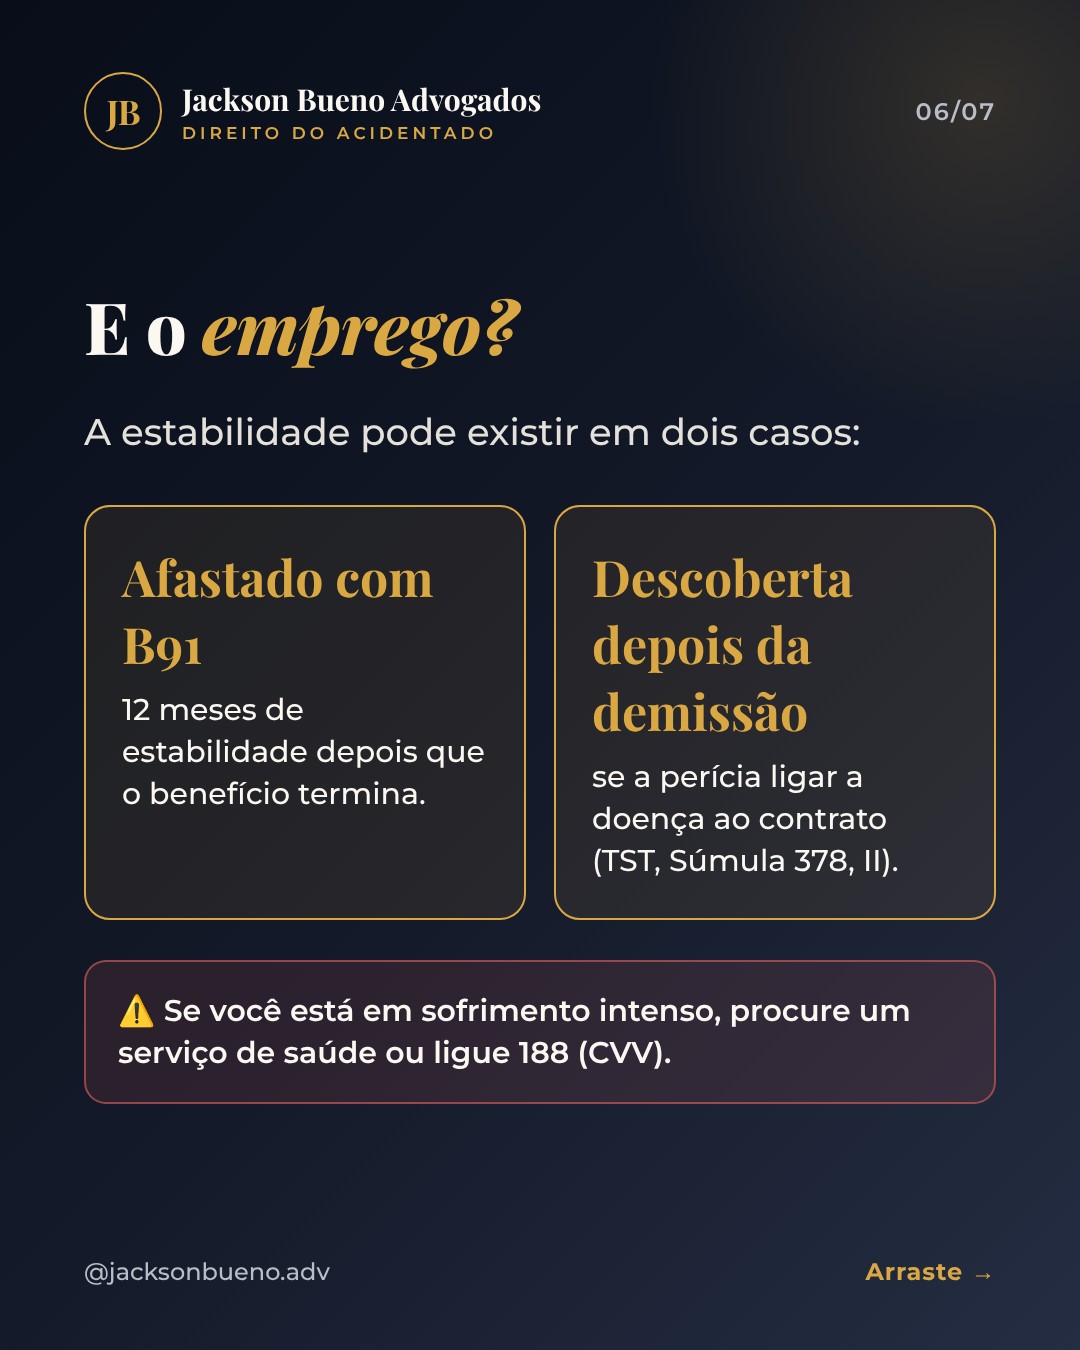 JB
Jackson Bueno Advogados
DIREITO DO ACIDENTADO
06/07
E o emprego?
A estabilidade pode existir em dois casos:
Afastado com
B91
12 meses de
estabilidade depois que
o benefício termina.
Descoberta
depois da
demissão
se a perícia ligar a
doença ao contrato
(TST, Súmula 378, II).
⚠️ Se você está em sofrimento intenso, procure um
serviço de saúde ou ligue 188 (CVV).
@jacksonbueno.adv
Arraste →